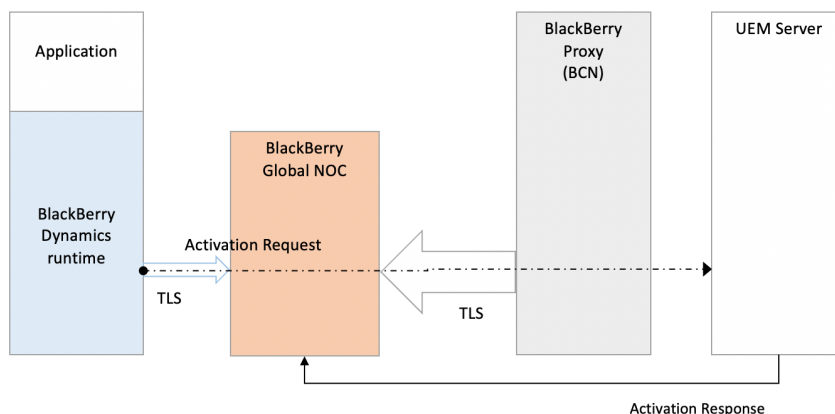 Application
BlackBerry
Dynamics
runtime
BlackBerry
Global NOC
BlackBerry
Proxy
(BCN)
UEM Server
Activation Request
TLS
TLS
Activation Response